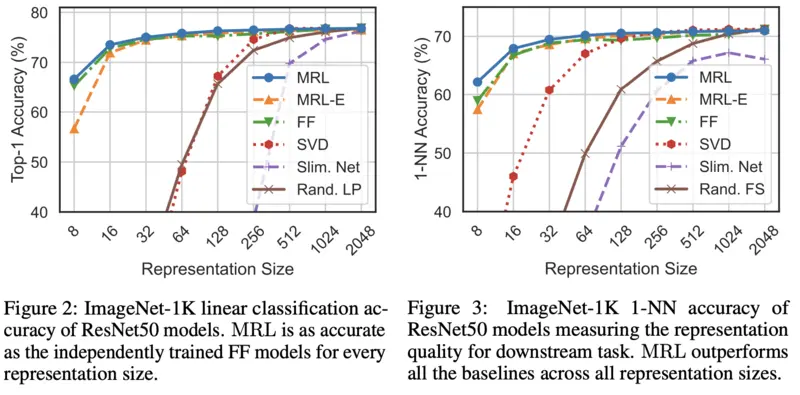 80
70
60
50
40
Top-1 Accuracy (%)
MRL
MRL-E
FF
SVD
Slim. Net
Rand. LP
8
16
32
64
128
256
512
1024
2048
Representation Size
Figure 2: ImageNet-1K linear classification ac-
curacy of ResNet50 models. MRL is as accurate
as the independently trained FF models for every
representation size.
70
60
50
40
1-NN Accuracy (%)
MRL
MRL-E
FF
SVD
Slim. Net
Rand. FS
8
16
32
64
128
256
512
1024
2048
Representation Size
Figure 3: ImageNet-1K 1-NN accuracy of
ResNet50 models measuring the representation
quality for downstream task. MRL outperforms
all the baselines across all representation sizes.